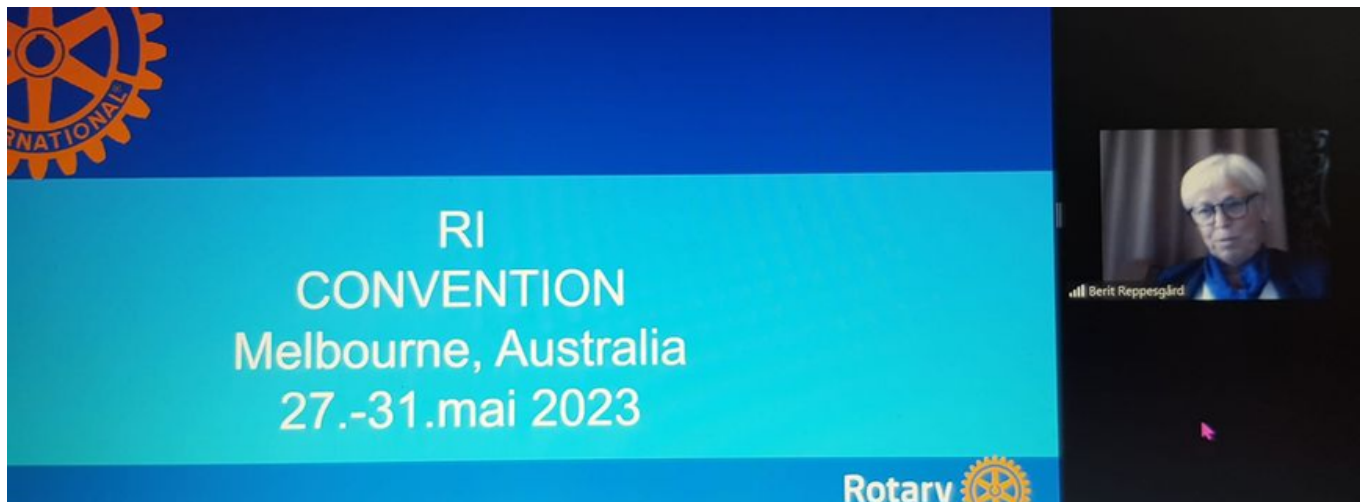 RNATIONAL
RI
CONVENTION
Melbourne, Australia
27.-31.mai 2023
Rotary
Berit Reppesgård